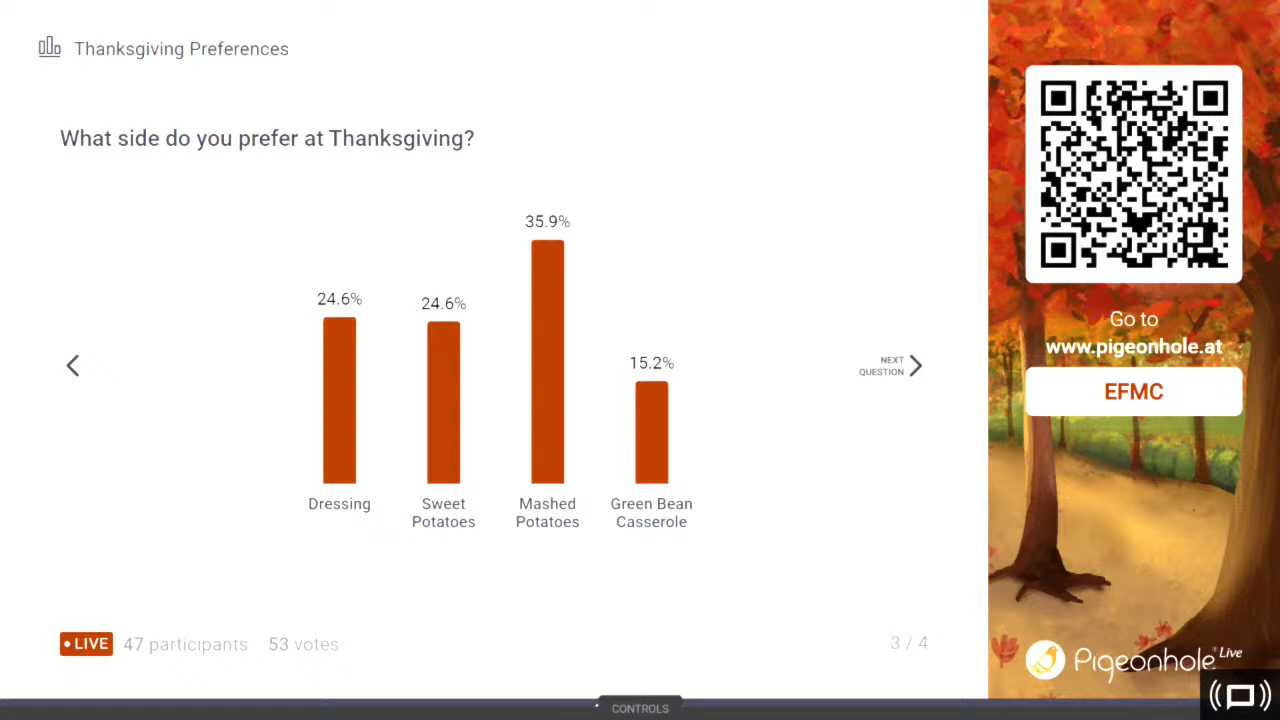 Thanksgiving Preferences
What side do you prefer at Thanksgiving?
35.9%
24.6%
24.6%
15.2%
NEXT
QUESTION
Dressing
Sweet
Potatoes
Mashed
Potatoes
Green Bean
Casserole
• LIVE 47 participants 53 votes
3 / 4
Go to
www.pigeonhole.at
EFMC
Pigeonhole Live
CONTROLS